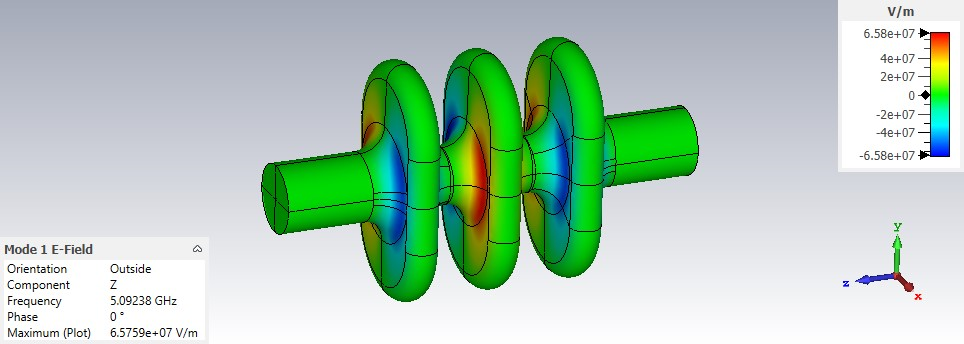 V/m
6.58e+07
4e+07
2e+07
0
-2e+07
-4e+07
-6.58e+07
Mode 1 E-Field
Orientation Outside
Component Z
Frequency 5.09238 GHz
Phase 0 °
Maximum (Plot) 6.5759e+07 V/m
y
z
x